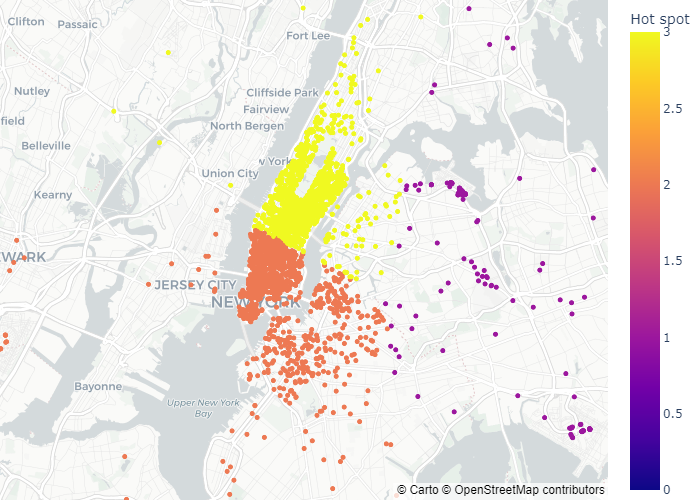 Clifton
Passaic
Fort Lee
Nutley
Cliffside Park
Fairview
field
North Bergen
Belleville
w York
Union City
Kearny
WARK
JERSEY CITY
NEW YORK
Bayonne
Upper New York
Bay
© Carto © OpenStreetMap contributors
Hot spot
3
2.5
2
1.5
1
0.5
0